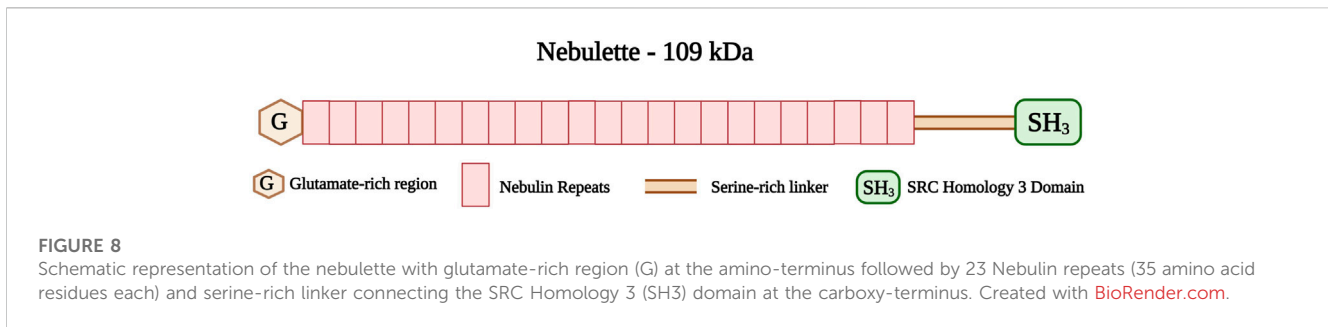 Nebulette - 109 kDa
G
SH₃
G Glutamate-rich region Nebulin Repeats Serine-rich linker SH₃ SRC Homology 3 Domain
FIGURE 8
Schematic representation of the nebulette with glutamate-rich region (G) at the amino-terminus followed by 23 Nebulin repeats (35 amino acid
residues each) and serine-rich linker connecting the SRC Homology 3 (SH3) domain at the carboxy-terminus. Created with BioRender.com.